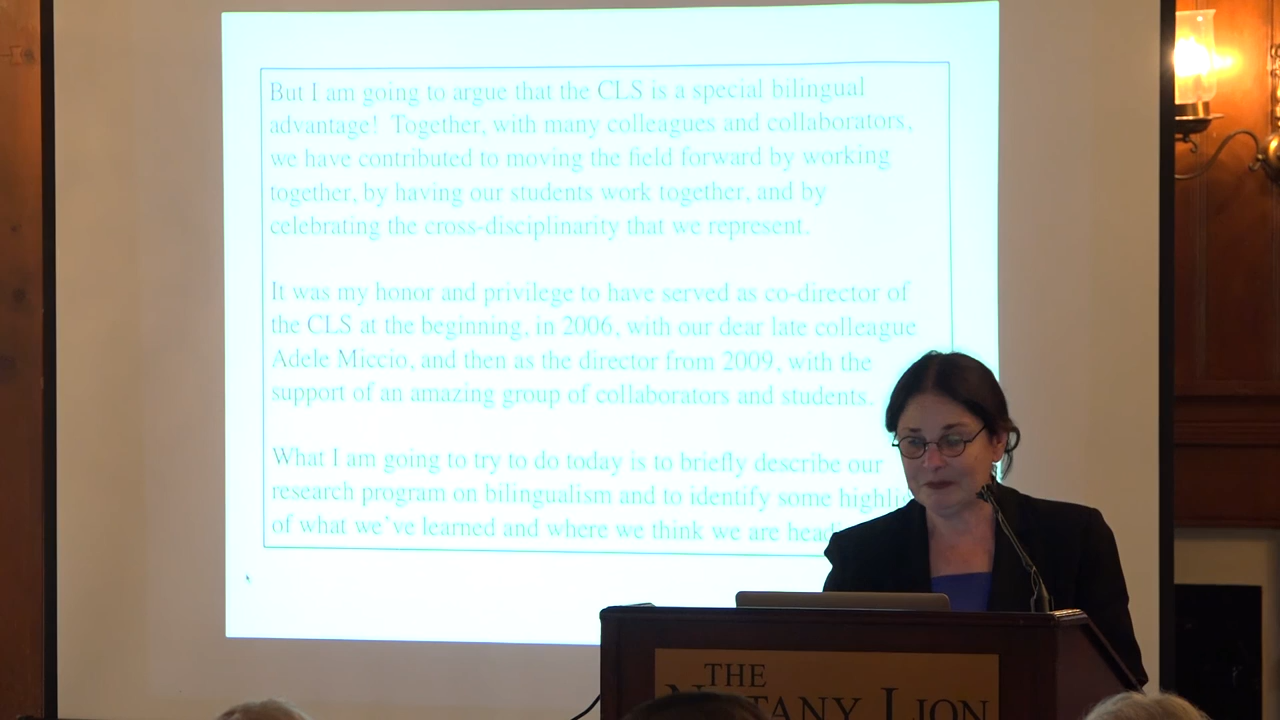 But I am going to argue that the CLS is a special bilingual
advantage! Together, with many colleagues and collaborators,
we have contributed to moving the field forward by working
together, by having our students work together, and by
celebrating the cross-disciplinarity that we represent.
It was my honor and privilege to have served as co-director of
the CLS at the beginning, in 2006, with our dear late colleague
Adele Miccio, and then as the director from 2009, with the
support of an amazing group of collaborators and students.
What I am going to try to do today is to briefly describe our
research program on bilingualism and to identify some
of what we've learned and where we think we are
THE
LION